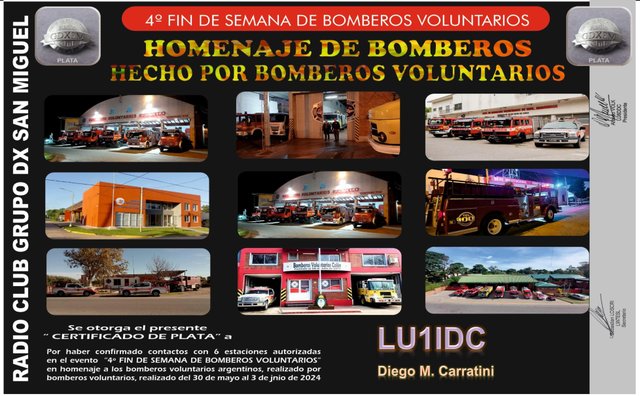 4º FIN DE SEMANA DE BOMBEROS VOLUNTARIOS
HOMENAJE DE BOMBEROS
HECHO POR BOMBEROS VOLUNTARIOS
RADIO CLUB GRUPO DX SAN MIGUEL
PLATA
PLATA
Bomberos Voluntarios Colón
Presidente
Secretario
Se otorga el presente
" CERTIFICADO DE PLATA" a
Por haber confirmado contactos con 6 estaciones autorizadas
en el evento "4º FIN DE SEMANA DE BOMBEROS VOLUNTARIOS"
en homenaje a los bomberos voluntarios argentinos, realizado por
bomberos voluntarios, realizado del 30 de mayo al 3 de jnio de 2024
LU1IDC
Diego M. Carratini